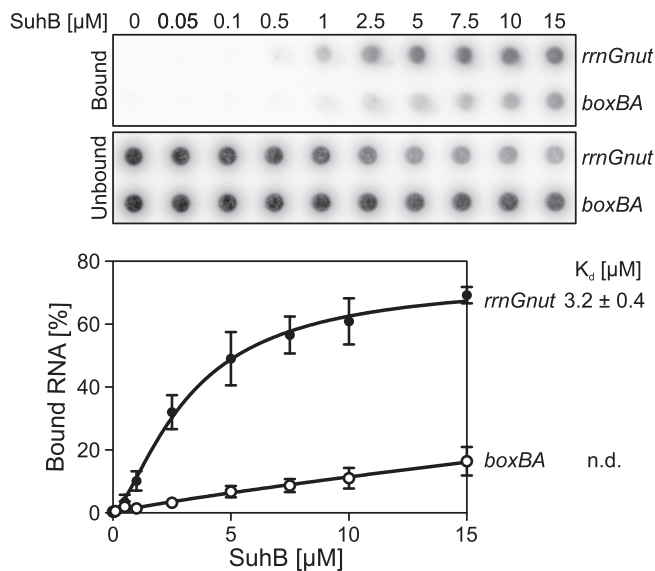 SuhB [µM] 0 0.05 0.1 0.5 1 2.5 5 7.5 10 15
Bound
rrnGnut
boxBA
Unbound
rrnGnut
boxBA
Bound RNA [%]
80
60
40
20
0
0 5 10 15
SuhB [µM]
Kd [µM]
rrnGnut 3.2 ± 0.4
boxBA n.d.